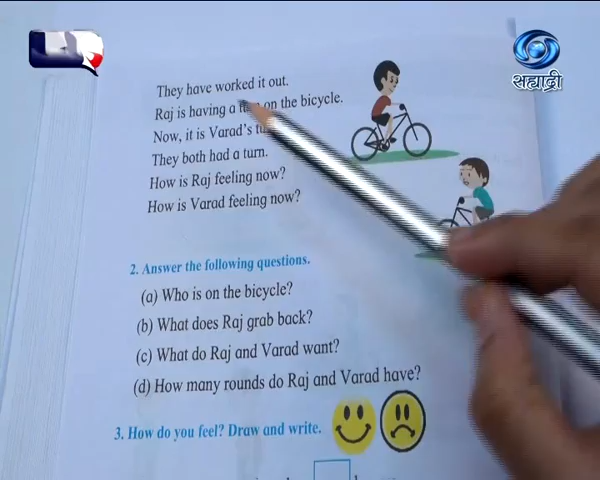 सह्याद्री
They have worked it out.
Raj is having a turn on the bicycle.
Now, it is Varad's
They both had a turn.
How is Raj feeling now?
How is Varad feeling now?
2. Answer the following questions.
(a) Who is on the bicycle?
(b) What does Raj grab back?
(c) What do Raj and Varad want?
(d) How many rounds do Raj and Varad have?
3. How do you feel? Draw and write.